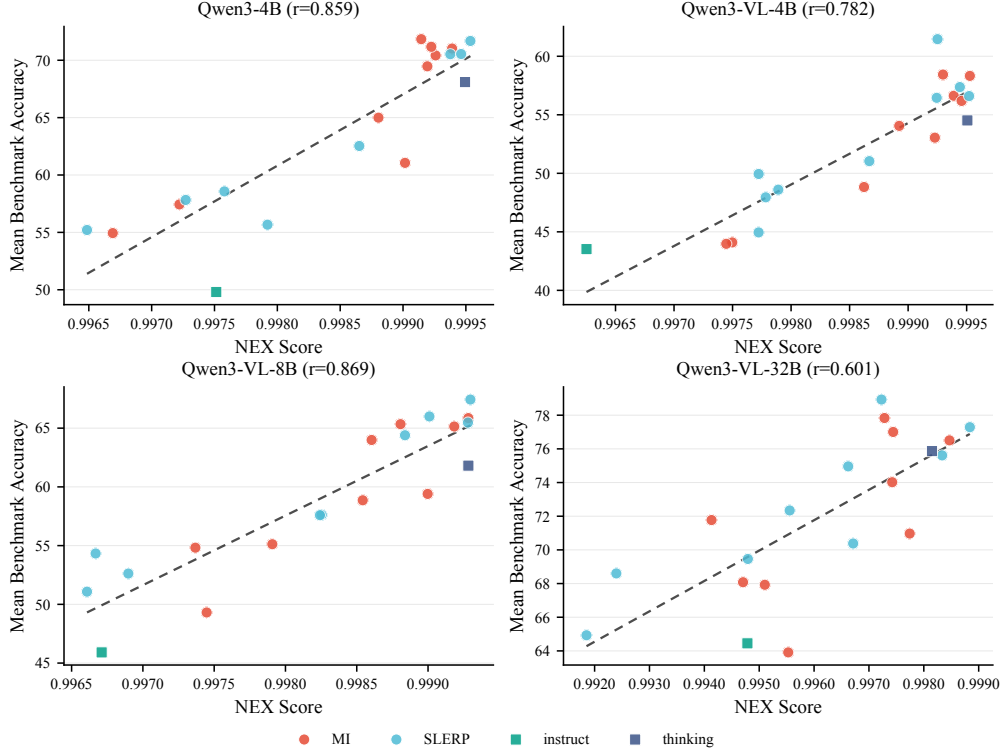 Qwen3-4B (r=0.859)
Mean Benchmark Accuracy
70
65
60
55
50
0.9965 0.9970 0.9975 0.9980 0.9985 0.9990 0.9995
NEX Score
Qwen3-VL-4B (r=0.782)
Mean Benchmark Accuracy
60
55
50
45
40
0.9965 0.9970 0.9975 0.9980 0.9985 0.9990 0.9995
NEX Score
Qwen3-VL-8B (r=0.869)
Mean Benchmark Accuracy
65
60
55
50
45
0.9965 0.9970 0.9975 0.9980 0.9985 0.9990
NEX Score
Qwen3-VL-32B (r=0.601)
Mean Benchmark Accuracy
78
76
74
72
70
68
66
64
0.9920 0.9930 0.9940 0.9950 0.9960 0.9970 0.9980 0.9990
NEX Score
MI SLERP instruct thinking